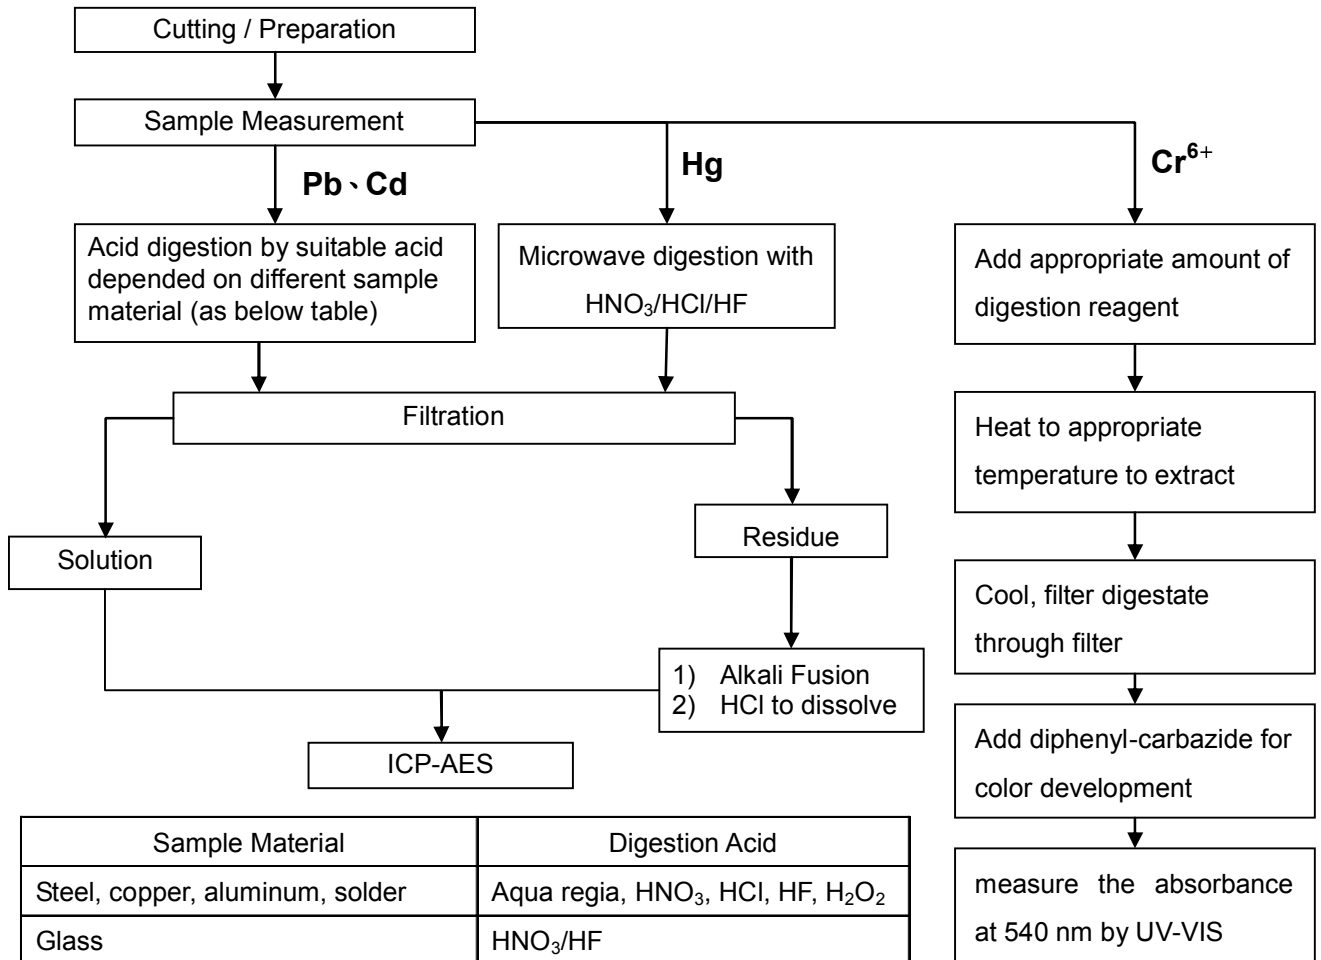 Cutting / Preparation
Sample Measurement
Pb、Cd
Hg
Cr⁶⁺
Acid digestion by suitable acid
depended on different sample
material (as below table)
Microwave digestion with
HNO₃/HCl/HF
Add appropriate amount of
digestion reagent
Filtration
Heat to appropriate
temperature to extract
Solution
Residue
Cool, filter digestate
through filter
1) Alkali Fusion
2) HCl to dissolve
ICP-AES
Add diphenyl-carbazide for
color development
measure the absorbance
at 540 nm by UV-VIS
Sample Material Digestion Acid
Steel, copper, aluminum, solder Aqua regia, HNO₃, HCl, HF, H₂O₂
Glass HNO₃/HF